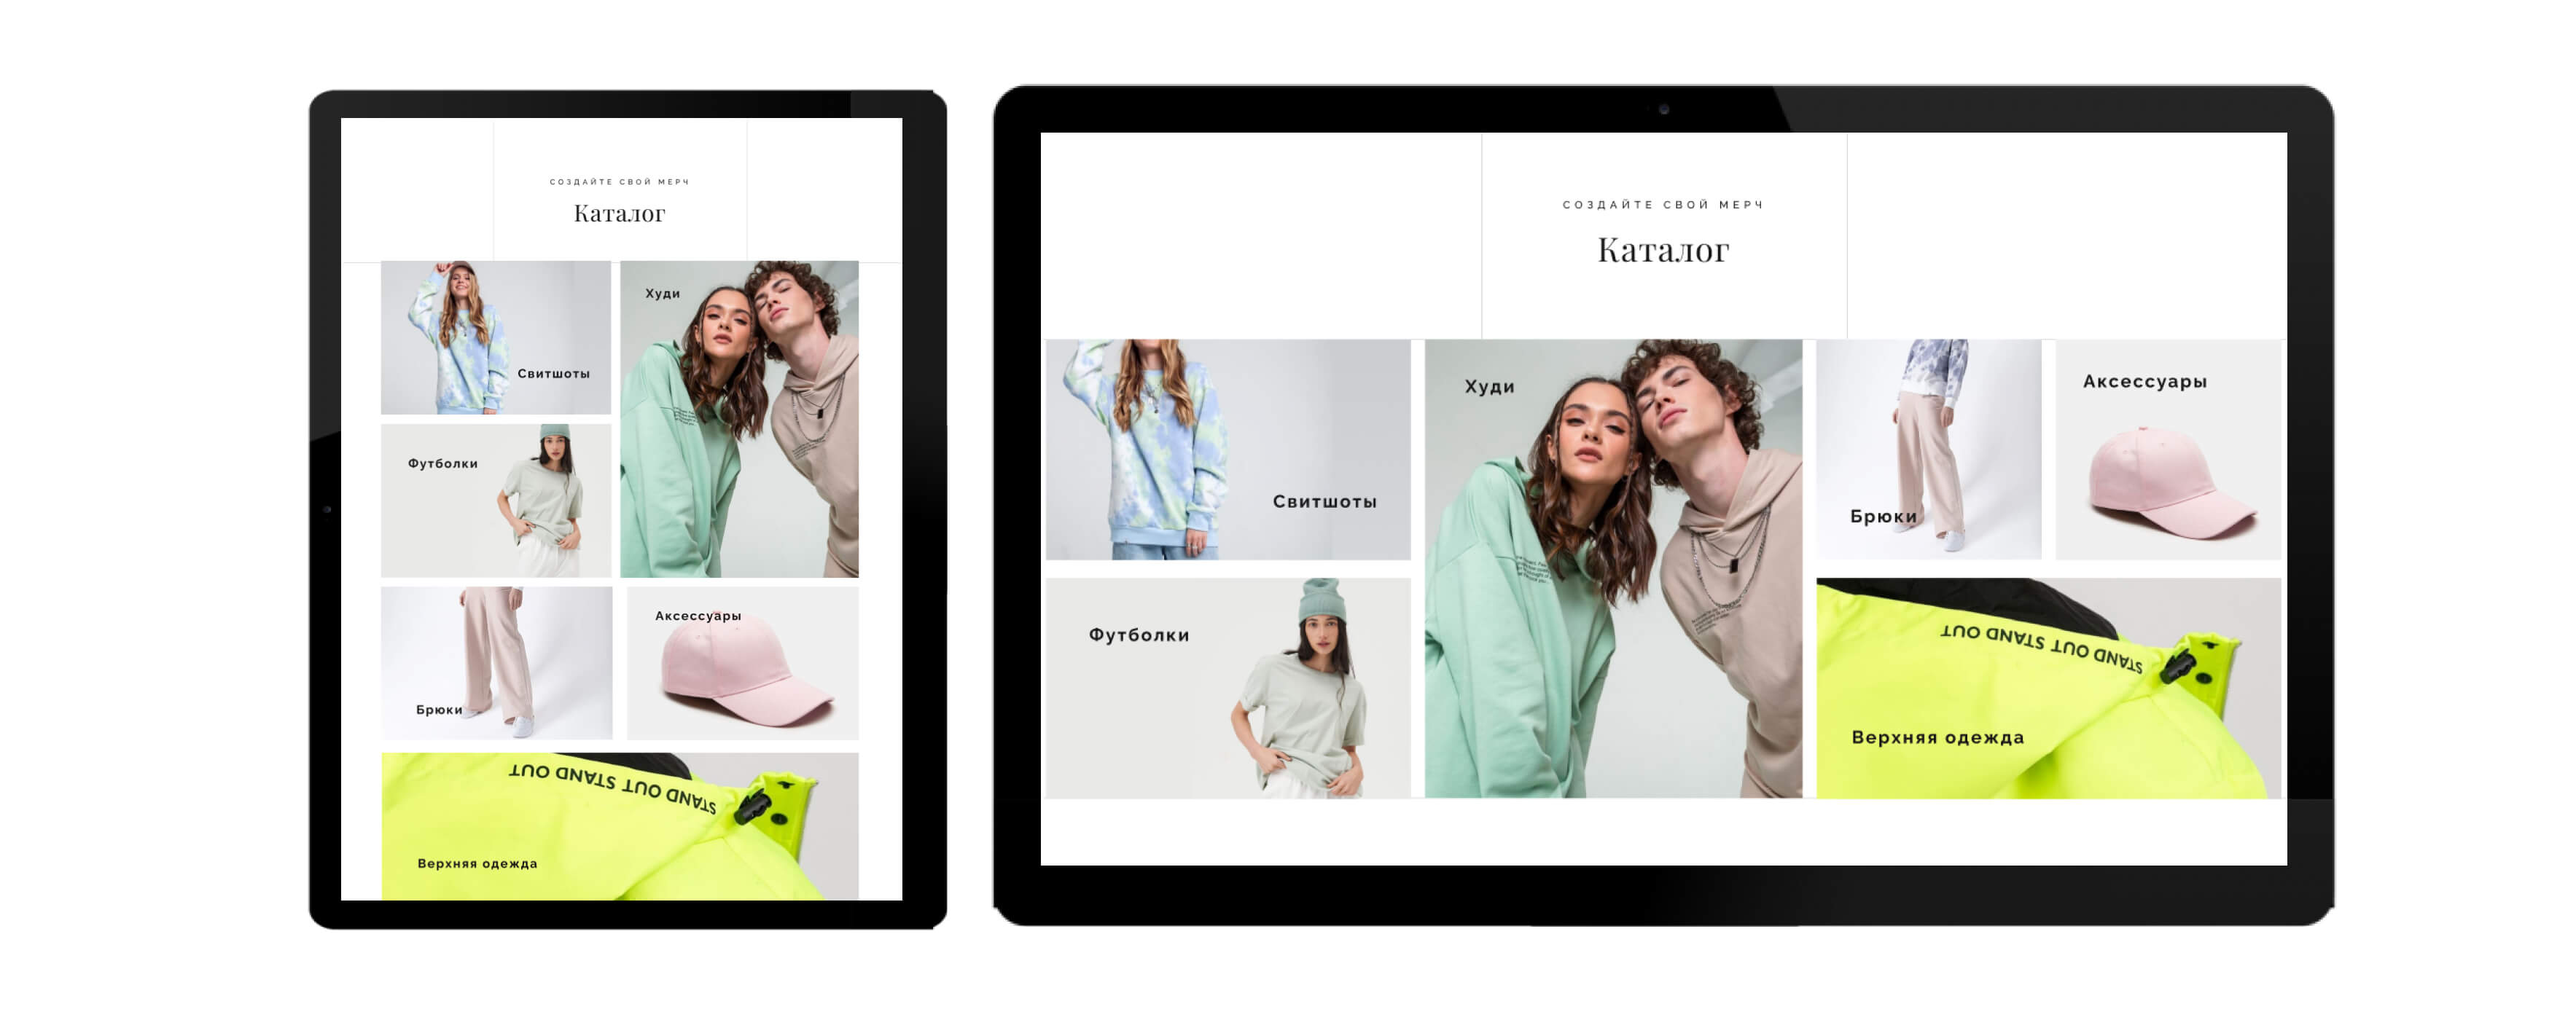 СОЗДАЙТЕ СВОЙ МЕРЧ
Каталог
Свитшоты
Худи
Футболки
Брюки
Аксессуары
STAND OUT STAND OUT
Верхняя одежда
СОЗДАЙТЕ СВОЙ МЕРЧ
Каталог
Свитшоты
Худи
Брюки
Аксессуары
Футболки
STAND OUT STAND OUT
Верхняя одежда